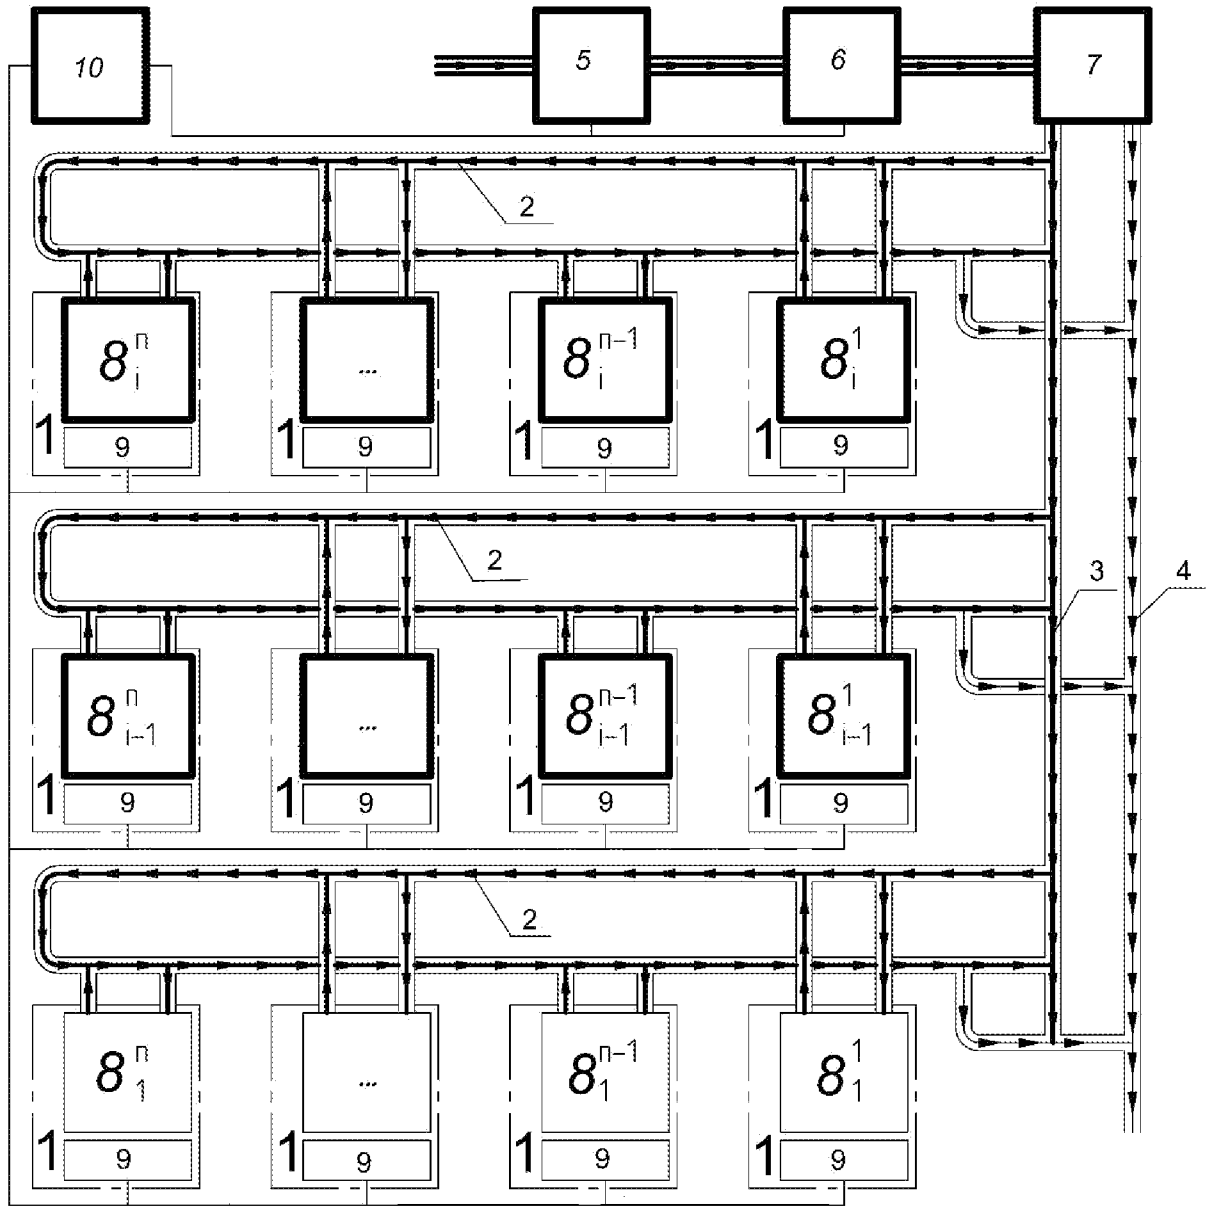 10 5 6 7
2
8 n i ... 8 n-1 i 8 1 i
1 9 1 9 1 9 1 9
2 3 4
8 n i-1 ... 8 n-1 i-1 8 1 i-1
1 9 1 9 1 9 1 9
2
8 n 1 ... 8 n-1 1 8 1 1
1 9 1 9 1 9 1 9